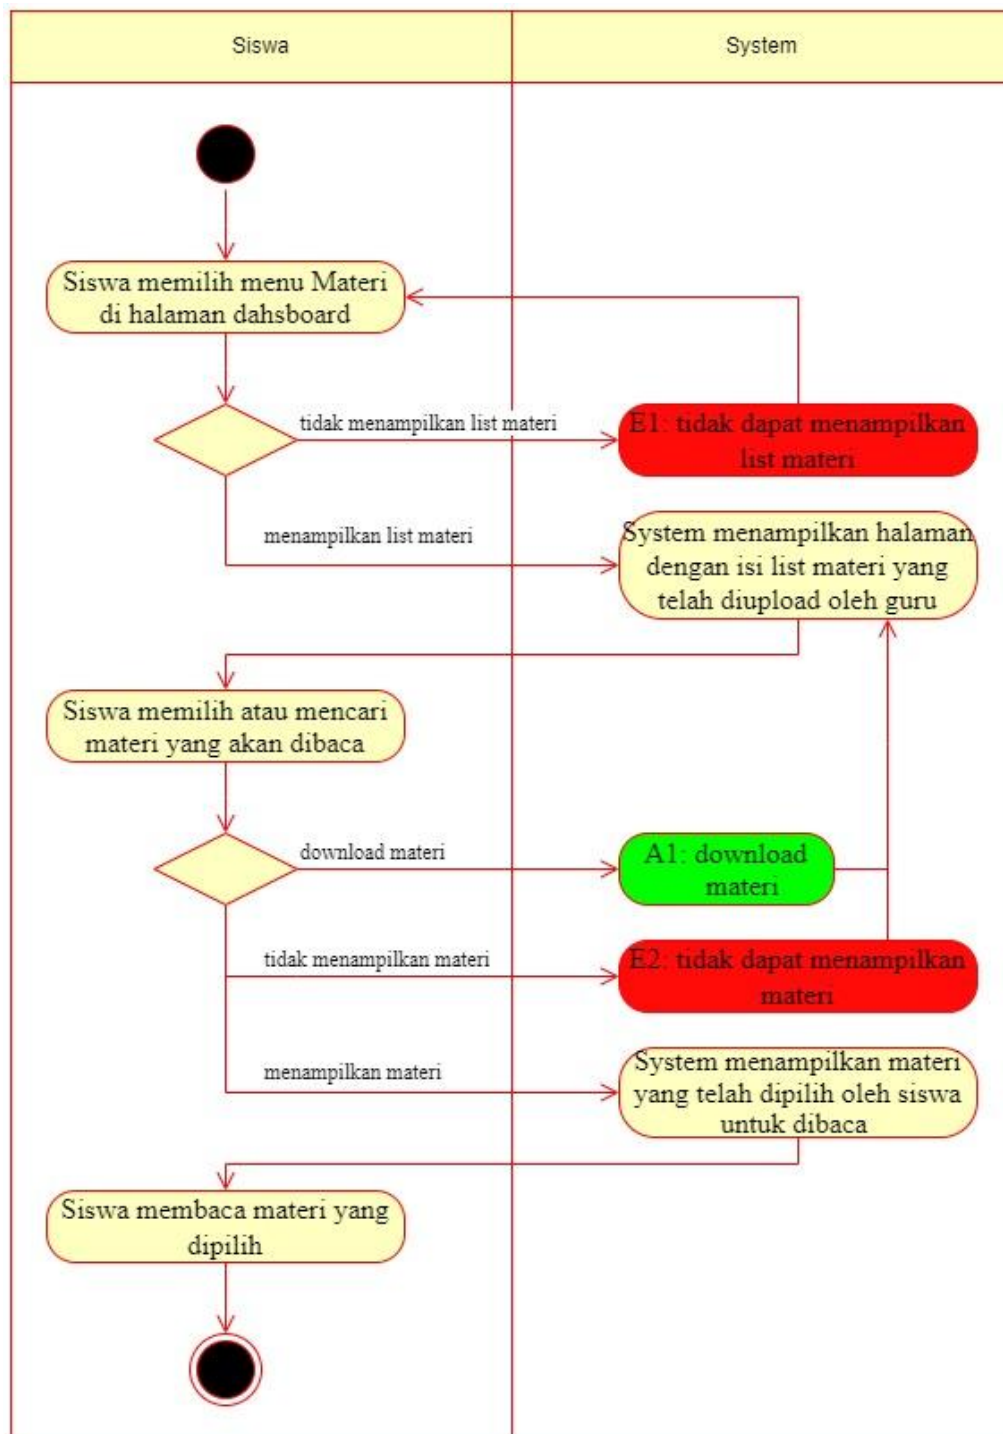 Siswa
System
Siswa memilih menu Materi
di halaman dahsboard
tidak menampilkan list materi
E1: tidak dapat menampilkan
list materi
menampilkan list materi
System menampilkan halaman
dengan isi list materi yang
telah diupload oleh guru
Siswa memilih atau mencari
materi yang akan dibaca
download materi
A1: download
materi
tidak menampilkan materi
E2: tidak dapat menampilkan
materi
menampilkan materi
System menampilkan materi
yang telah dipilih oleh siswa
untuk dibaca
Siswa membaca materi yang
dipilih